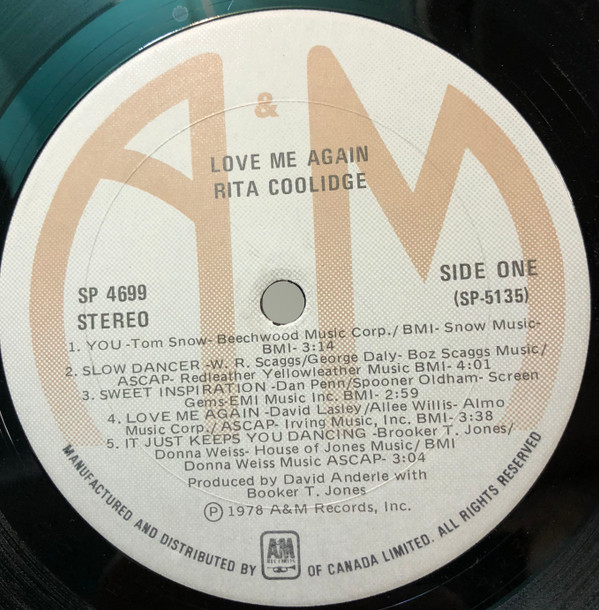 A & M
LOVE ME AGAIN
RITA COOLIDGE
SP 4699
STEREO
SIDE ONE
(SP-5135)
1. YOU -Tom Snow- Beechwood Music Corp./ BMI- Snow Music-
BMI- 3:14
2. SLOW DANCER -W. R. Scaggs/George Daly- Boz Scaggs Music/
ASCAP- Redleather Yellowleather Music BMI- 4:01
3. SWEET INSPIRATION -Dan Penn/Spooner Oldham- Screen
Gems-EMI Music Inc. BMI- 2:59
4. LOVE ME AGAIN -David Lasley/Allee Willis- Almo
Music Corp./ ASCAP- Irving Music, Inc. BMI- 3:38
5. IT JUST KEEPS YOU DANCING -Brooker T. Jones/
Donna Weiss- House of Jones Music/ BMI
Donna Weiss Music ASCAP- 3:04
Produced by David Anderle with
Booker T. Jones
Ⓟ 1978 A&M Records, Inc.
MANUFACTURED AND DISTRIBUTED BY A&M RECORDS OF CANADA LIMITED. ALL RIGHTS RESERVED